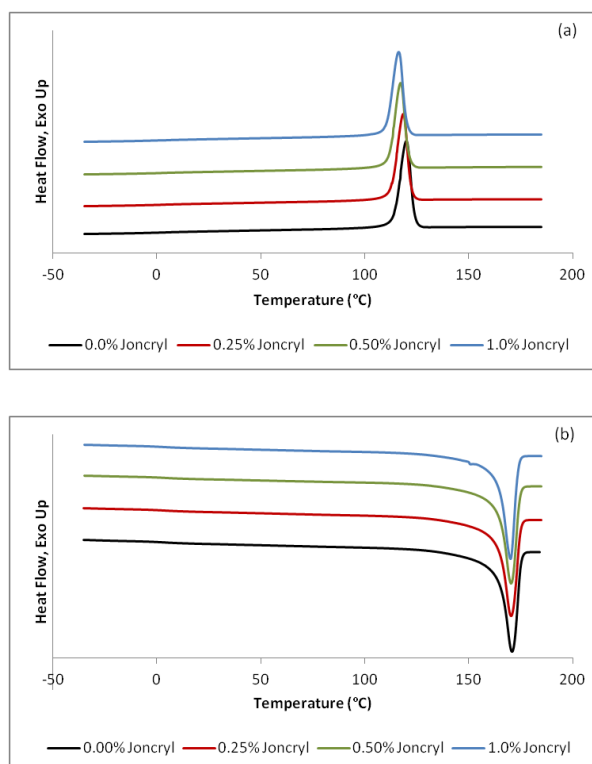 (a)
Heat Flow, Exo Up
-50 0 50 100 150 200
Temperature (°C)
0.0% Joncryl 0.25% Joncryl 0.50% Joncryl 1.0% Joncryl
(b)
Heat Flow, Exo Up
-50 0 50 100 150 200
Temperature (°C)
0.00% Joncryl 0.25% Joncryl 0.50% Joncryl 1.0% Joncryl